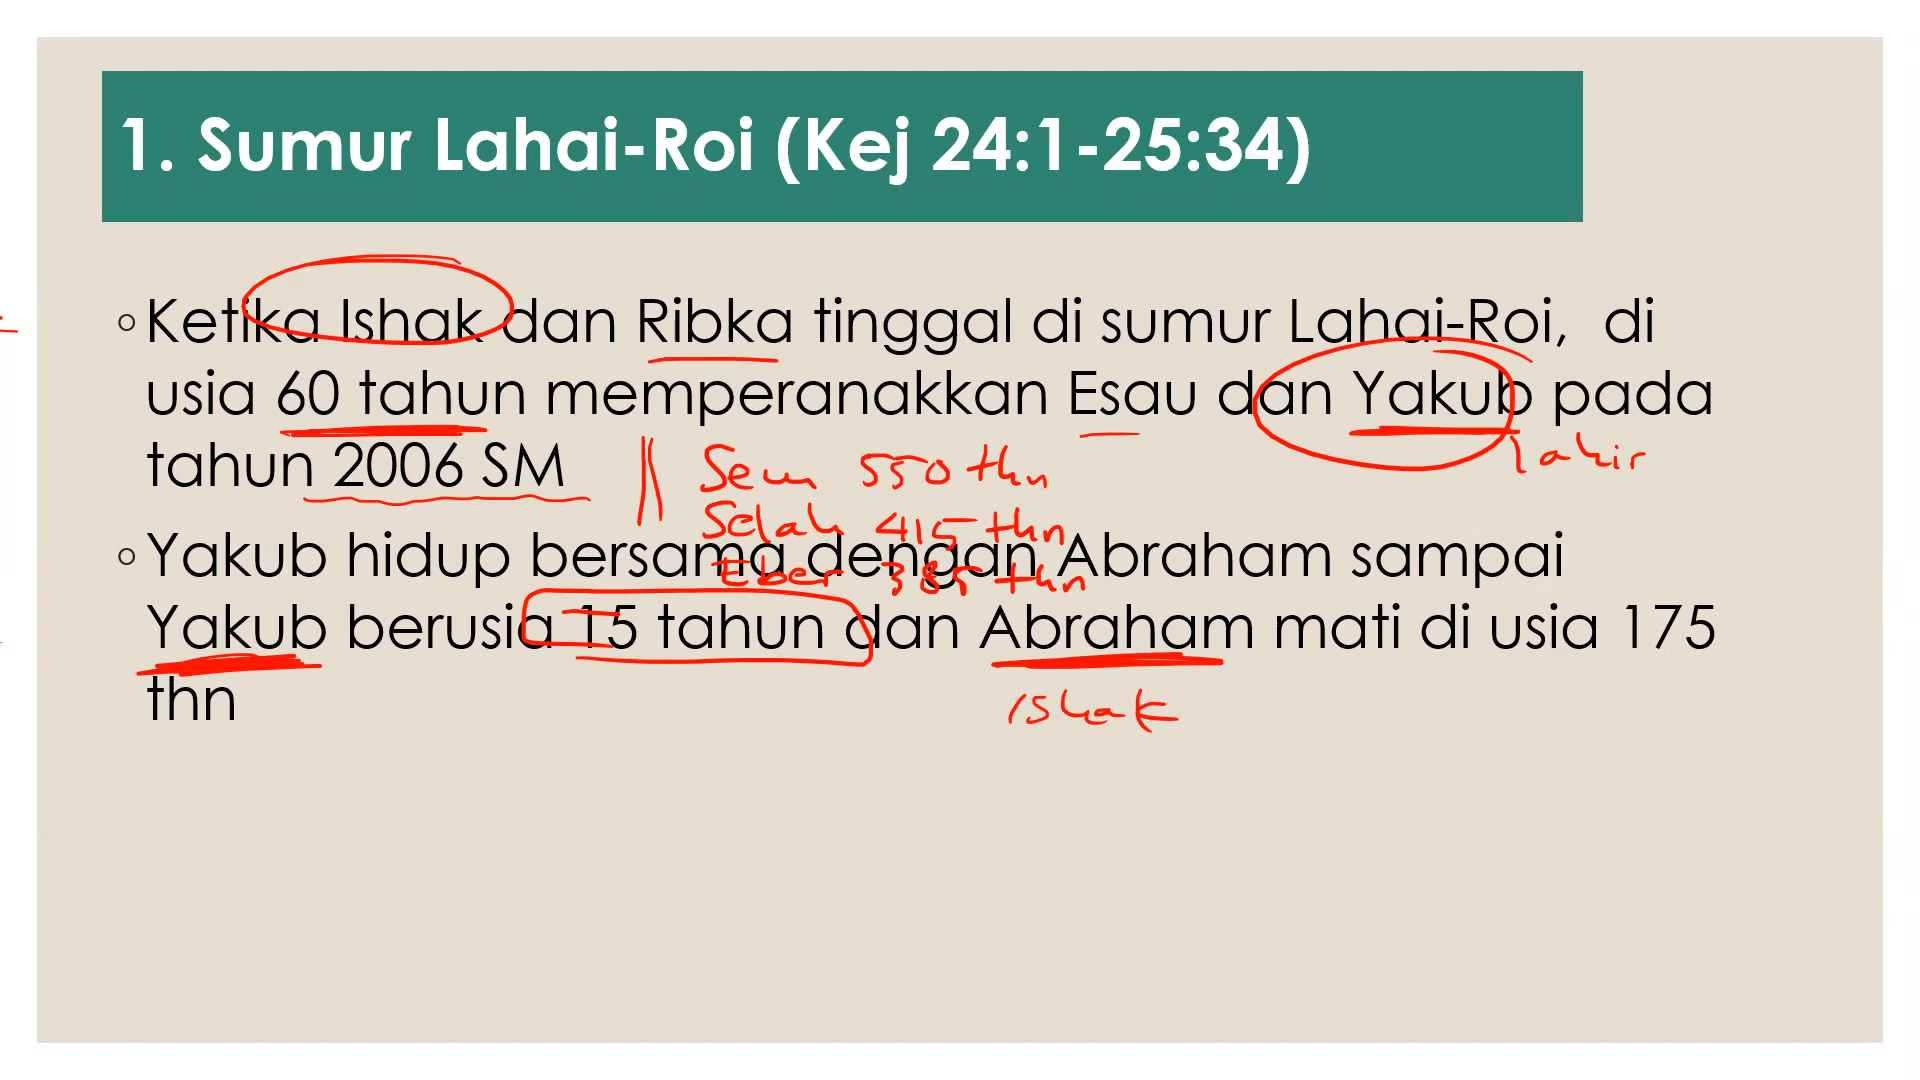 1. Sumur Lahai-Roi (Kej 24:1-25:34)
◦Ketika Ishak dan Ribka tinggal di sumur Lahai-Roi, di
usia 60 tahun memperanakkan Esau dan Yakub pada
lahir
tahun 2006 SM
Sem 550 thn
Selah 415 thn
◦Yakub hidup bersama dengan Abraham sampai
Eber 385 thn
Yakub berusia 15 tahun dan Abraham mati di usia 175
thn
Ishak